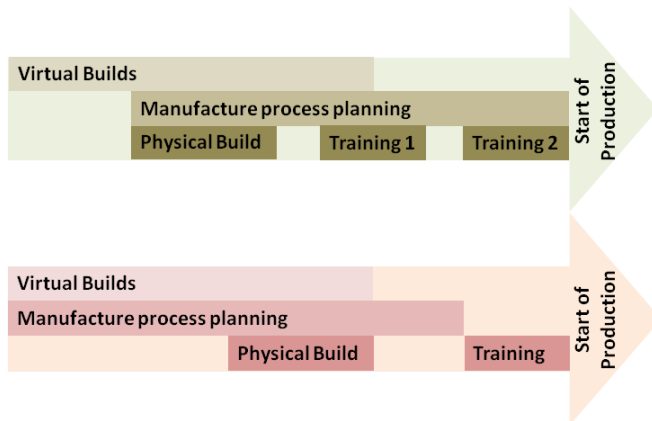 Virtual Builds
Manufacture process planning
Physical Build
Training 1
Training 2
Start of
Production
Virtual Builds
Manufacture process planning
Physical Build
Training
Start of
Production